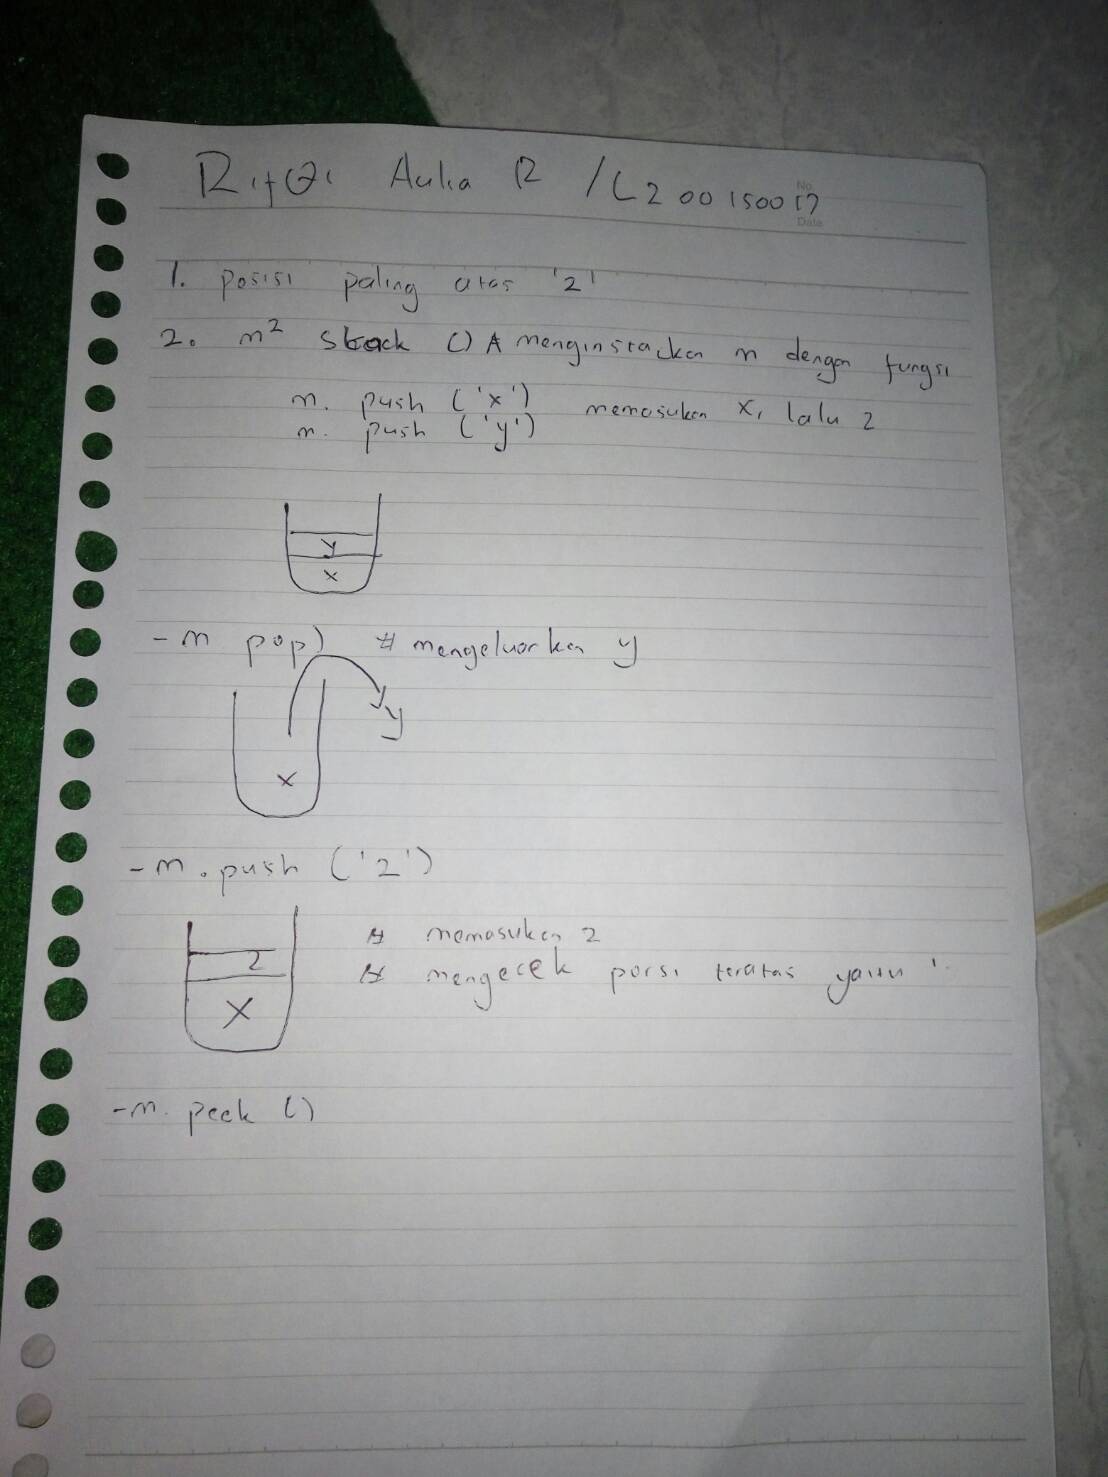 Rifqi Aulia R / L200150017
No.
Date
1. posisi paling atas '2'
2. m² Stack () # menginstackan m dengan fungsi
m. push ('x') memasukan x, lalu 2
m. push ('y')
y
x
- m pop) # mengeluarkan y
y
x
- m. push ('2')
# memasukan 2
2
# mengecek porsi teratas yaitu '
X
- m. peek ()